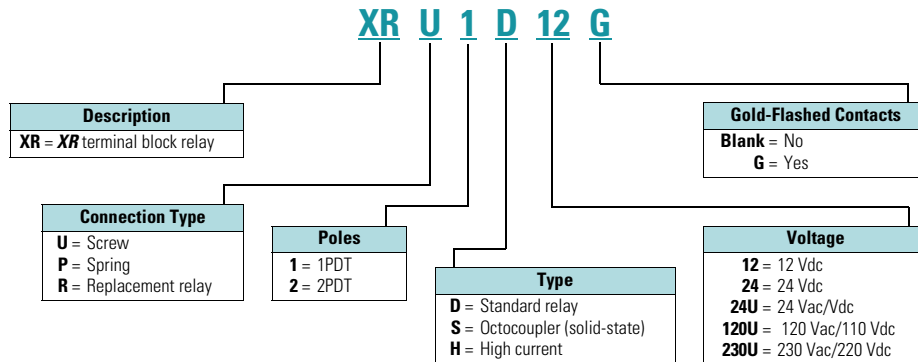 XR U 1 D 12 G
Description
XR = XR terminal block relay
Gold-Flashed Contacts
Blank = No
G = Yes
Connection Type
U = Screw
P = Spring
R = Replacement relay
Poles
1 = 1PDT
2 = 2PDT
Type
D = Standard relay
S = Octocoupler (solid-state)
H = High current
Voltage
12 = 12 Vdc
24 = 24 Vdc
24U = 24 Vac/Vdc
120U = 120 Vac/110 Vdc
230U = 230 Vac/220 Vdc